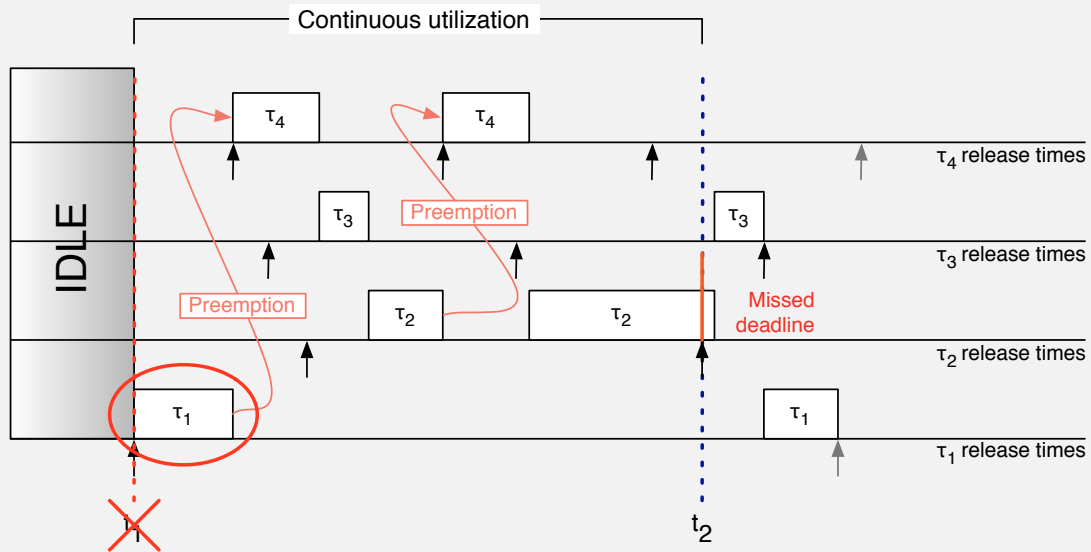 Continuous utilization
IDLE
τ4
τ4
τ4 release times
Preemption
τ3
τ3
τ3 release times
Preemption
τ2
τ2
Missed
deadline
τ2 release times
τ1
τ1
τ1 release times
t1
t2